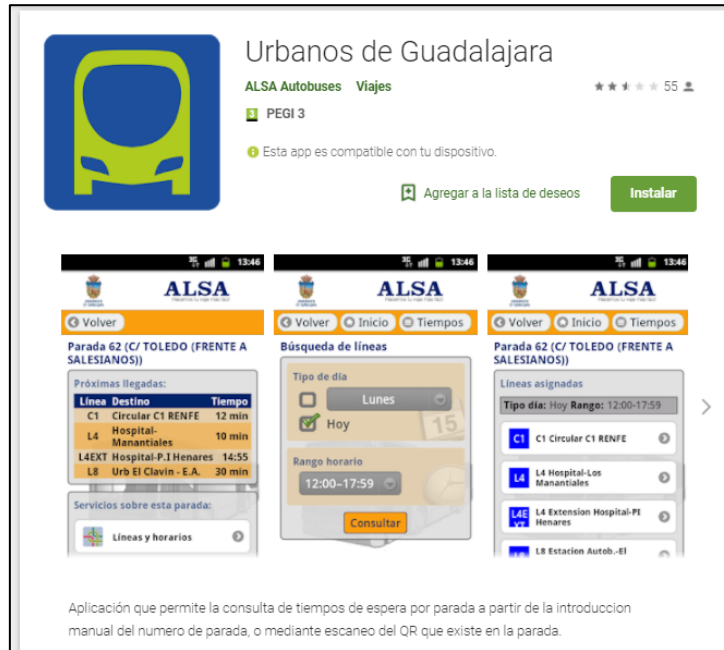 Urbanos de Guadalajara
ALSA Autobuses Viajes
55
3 PEGI 3
Esta app es compatible con tu dispositivo.
Agregar a la lista de deseos
Instalar
3G 13:46
ALSA
Volver
Parada 62 (C/ TOLEDO (FRENTE A
SALESIANOS))
Próximas llegadas:
Línea Destino Tiempo
C1 Circular C1 RENFE 12 min
L4 Hospital-
Manantiales 10 min
L4EXT Hospital-P.I Henares 14:55
L8 Urb El Clavin - E.A. 30 min
Servicios sobre esta parada:
Líneas y horarios
3G 13:46
ALSA
Volver Inicio Tiempos
Búsqueda de líneas
Tipo de día
Lunes
Hoy
15
Rango horario
12:00-17:59
Consultar
3G 13:46
ALSA
Volver Inicio Tiempos
Parada 62 (C/ TOLEDO (FRENTE A
SALESIANOS))
Líneas asignadas
Tipo día: Hoy Rango: 12:00-17:59
C1 C1 Circular C1 RENFE
L4 L4 Hospital-Los
Manantiales
L4E
XT L4 Extension Hospital-PI
Henares
L8 L8 Estacion Autob.-El
Aplicación que permite la consulta de tiempos de espera por parada a partir de la introduccion
manual del numero de parada, o mediante escaneo del QR que existe en la parada.